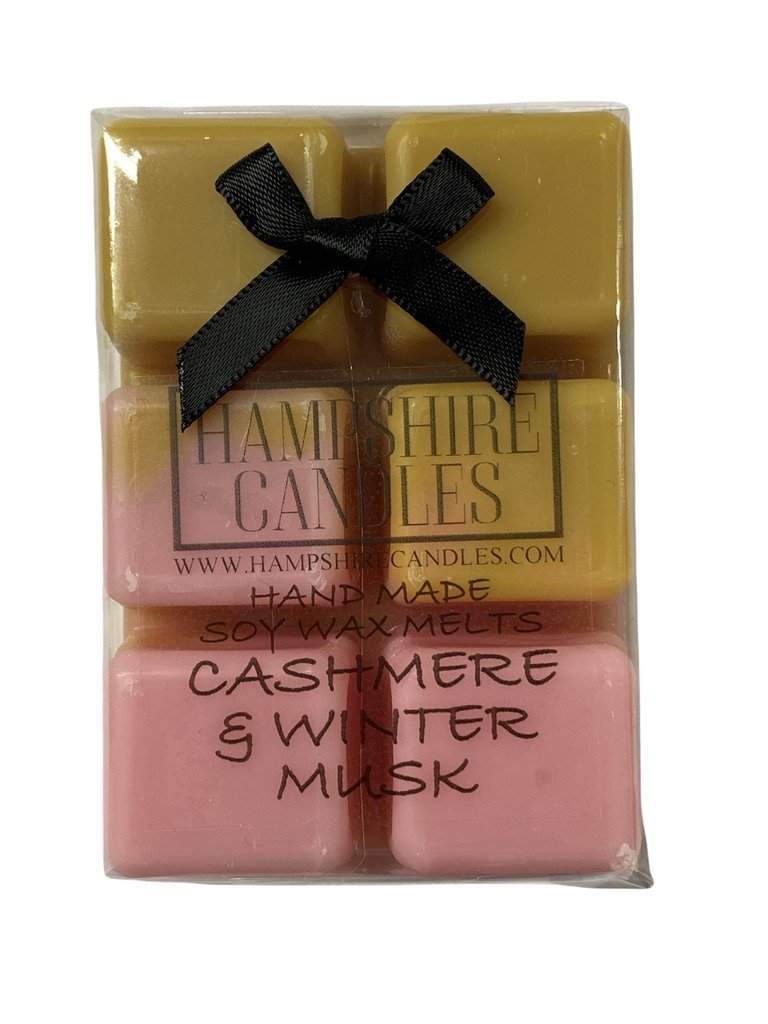 HAMPSHIRE
CANDLES
WWW.HAMPSHIRECANDLES.COM
HAND MADE
SOY WAX MELTS
CASHMERE
& WINTER
MUSK